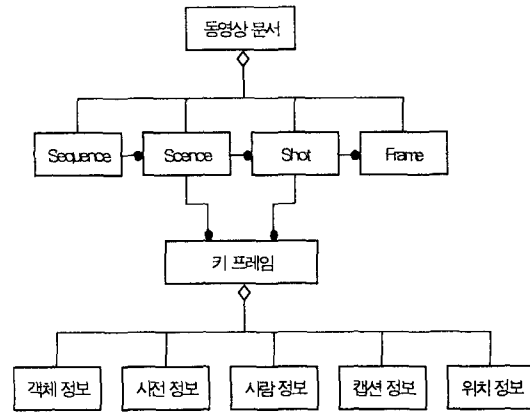 동영상 문서
Sequence
Scence
Shot
Frame
키 프레임
객체 정보
사전 정보
사람 정보
캡션 정보
위치 정보